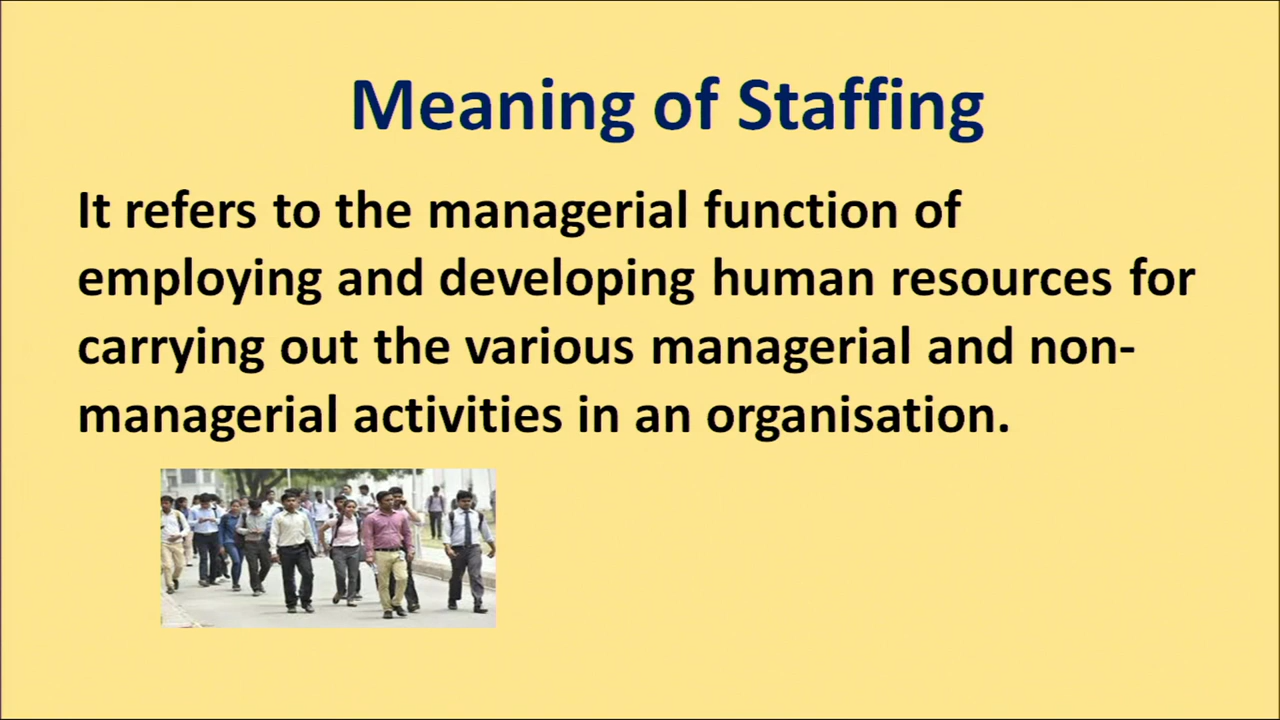 Meaning of Staffing
It refers to the managerial function of
employing and developing human resources for
carrying out the various managerial and non-
managerial activities in an organisation.